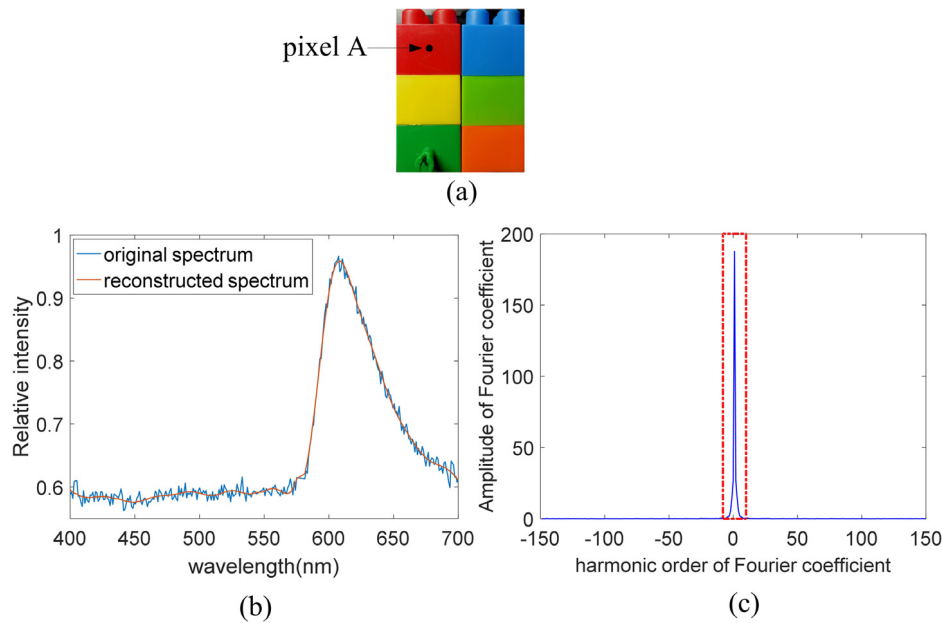 pixel A
(a)
1
0.9
0.8
0.7
0.6
400
450
500
550
600
650
700
Relative intensity
wavelength(nm)
original spectrum
reconstructed spectrum
(b)
200
150
100
50
0
-150
-100
-50
0
50
100
150
Amplitude of Fourier coefficient
harmonic order of Fourier coefficient
(c)